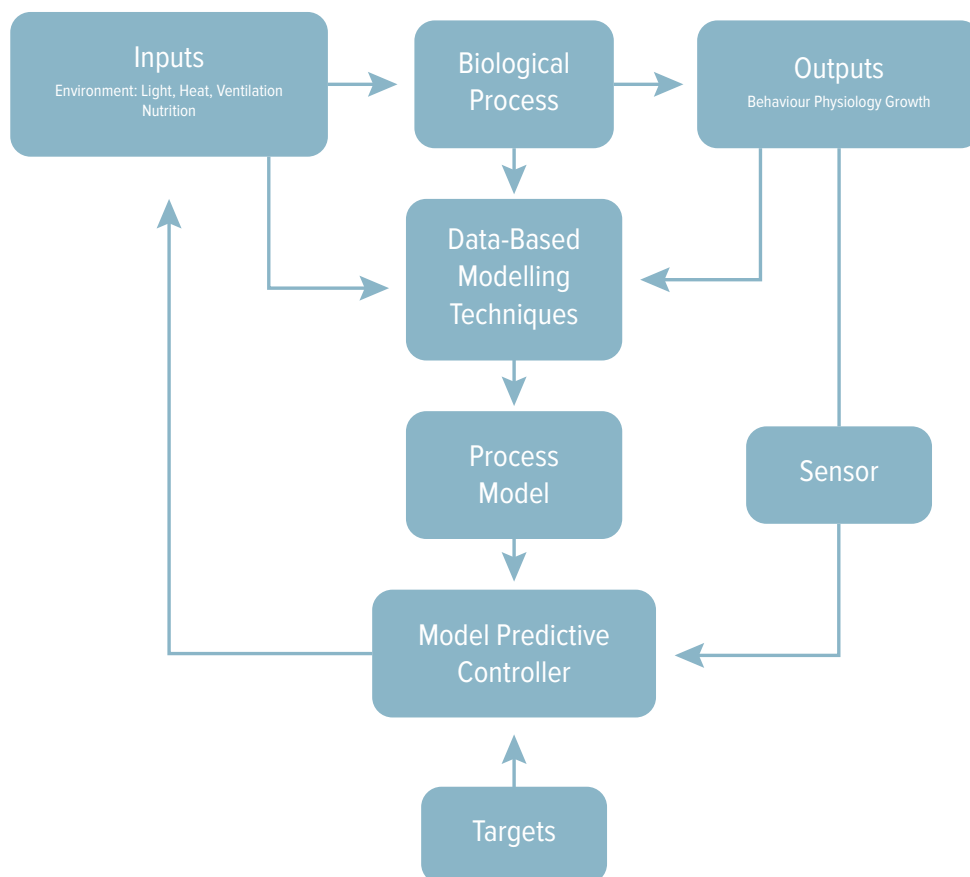 Inputs
Environment: Light, Heat, Ventilation
Nutrition
Biological
Process
Outputs
Behaviour Physiology Growth
Data-Based
Modelling
Techniques
Process
Model
Sensor
Model Predictive
Controller
Targets